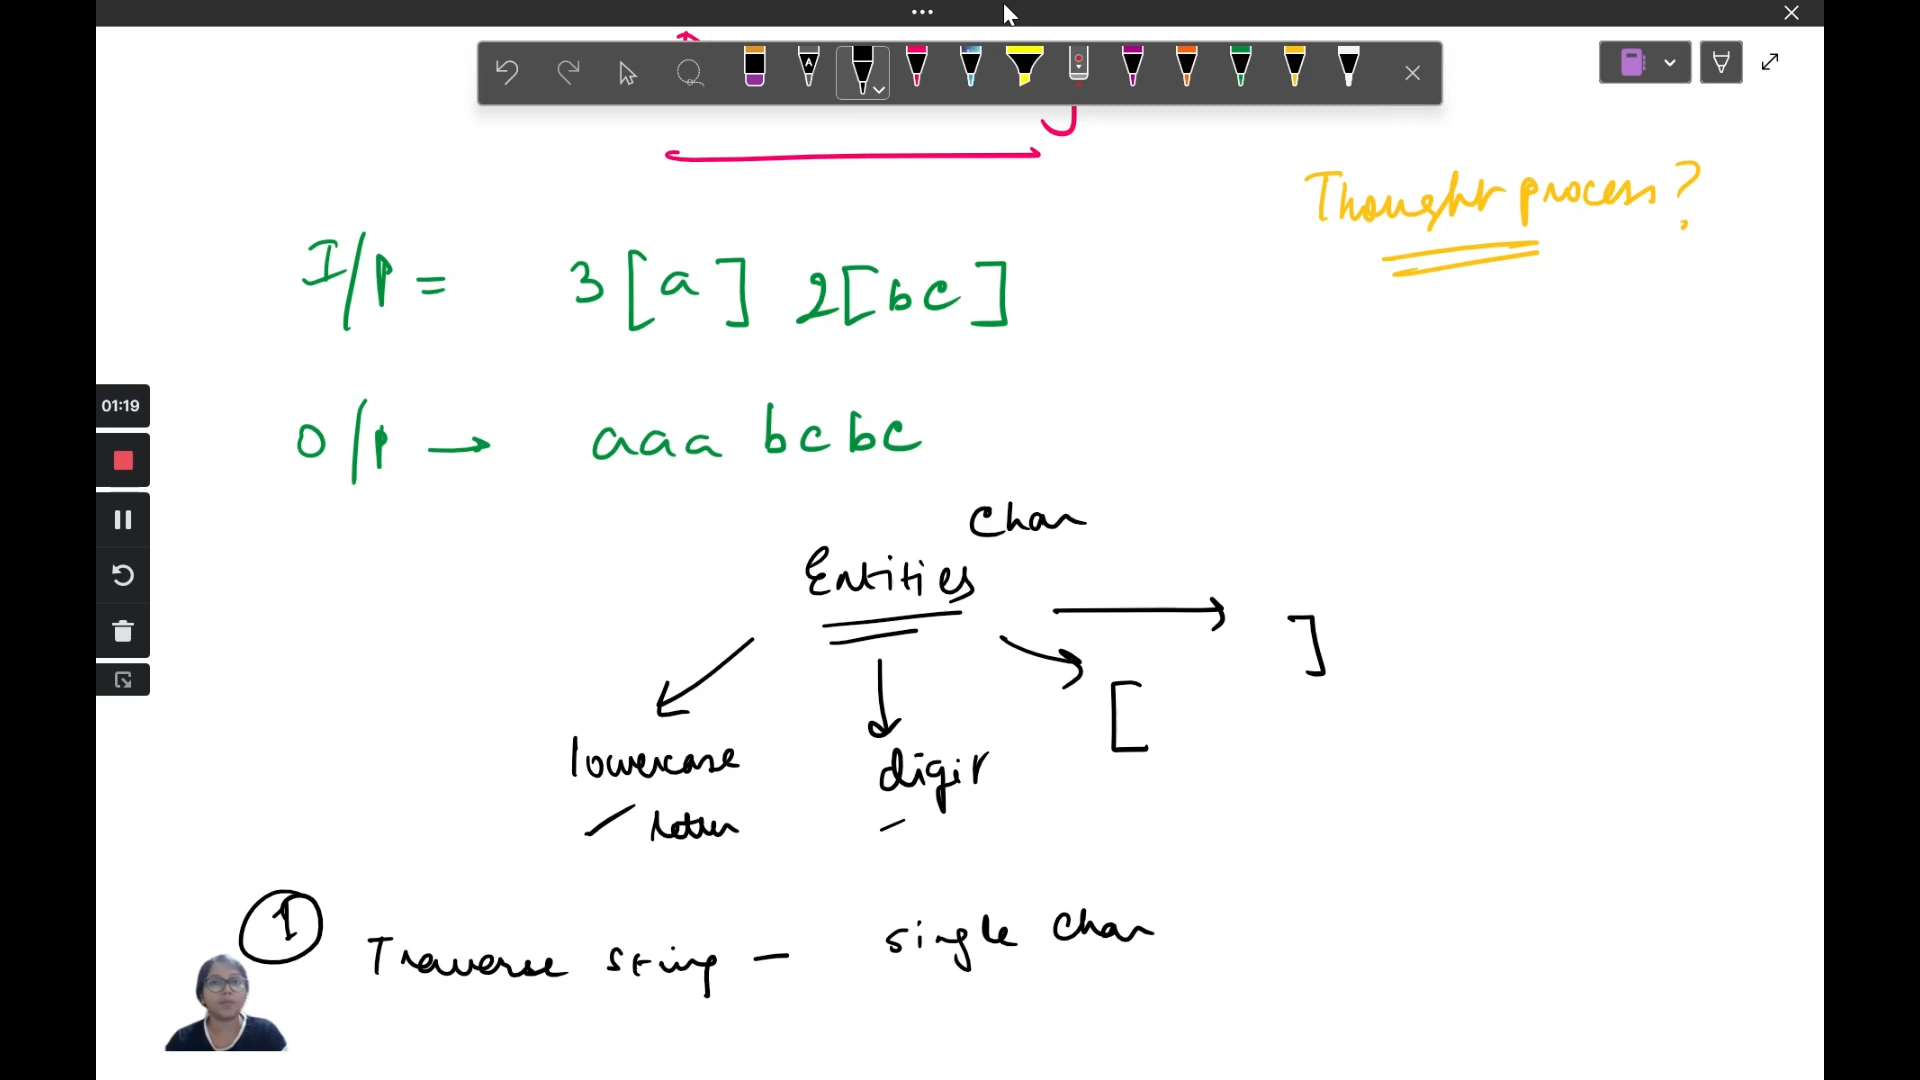 Thought process?
I/p = 3[a] 2[bc]
01:19
O/p → aaa bcbc
Char
Entities
]
[
lowercase
letter
digit
1 Traverse string - single char